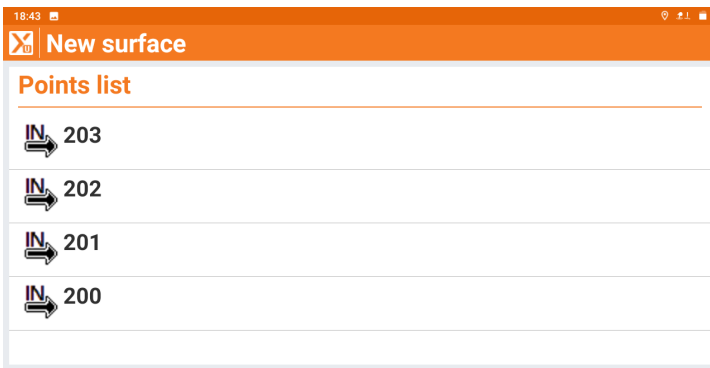 18:43
New surface
Points list
IN 203
IN 202
IN 201
IN 200